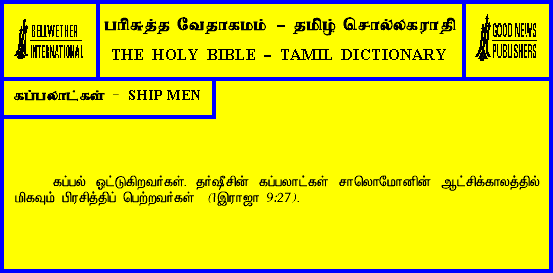 BELLWETHER
INTERNATIONAL
பரிசுத்த வேதாகமம் - தமிழ் சொல்லகராதி
THE HOLY BIBLE - TAMIL DICTIONARY
GOOD NEWS
PUBLISHERS
கப்பலாட்கள் - SHIP MEN
கப்பல் ஓட்டுகிறவர்கள். தர்ஷீசின் கப்பலாட்கள் சாலொமோனின் ஆட்சிக்காலத்தில்
மிகவும் பிரசித்திப் பெற்றவர்கள் (1இராஜா 9:27).